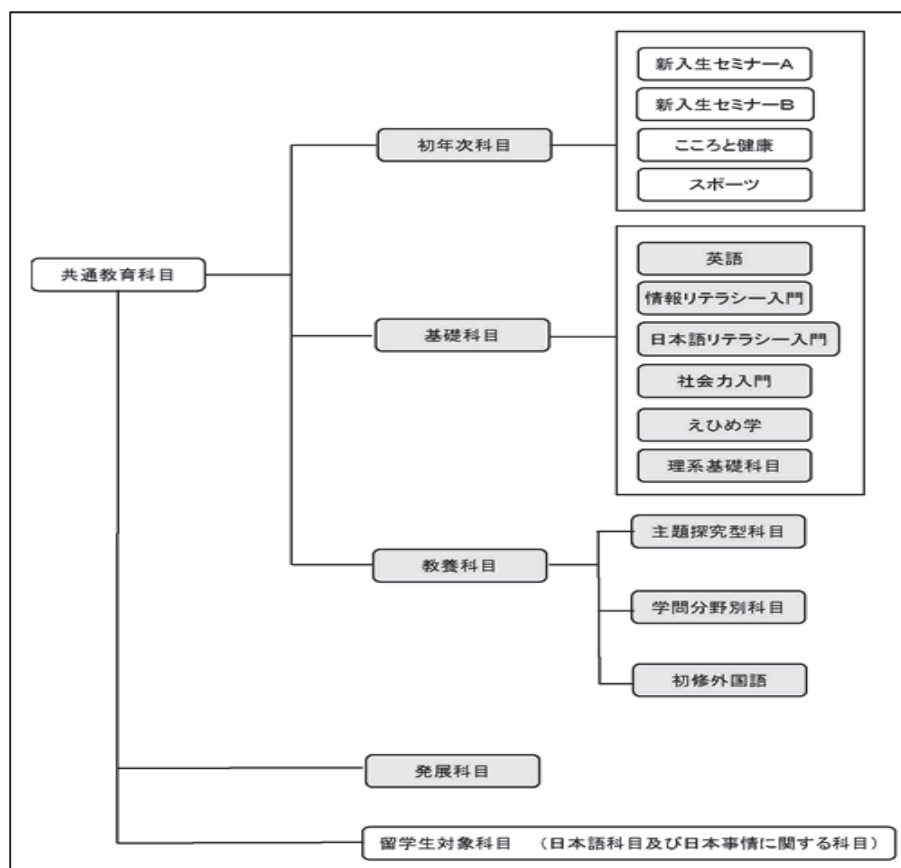 共通教育科目
初年次科目
新入生セミナーA
新入生セミナーB
こころと健康
スポーツ
基礎科目
英語
情報リテラシー入門
日本語リテラシー入門
社会力入門
えひめ学
理系基礎科目
教養科目
主題探究型科目
学問分野別科目
初修外国語
発展科目
留学生対象科目 (日本語科目及び日本事情に関する科目)